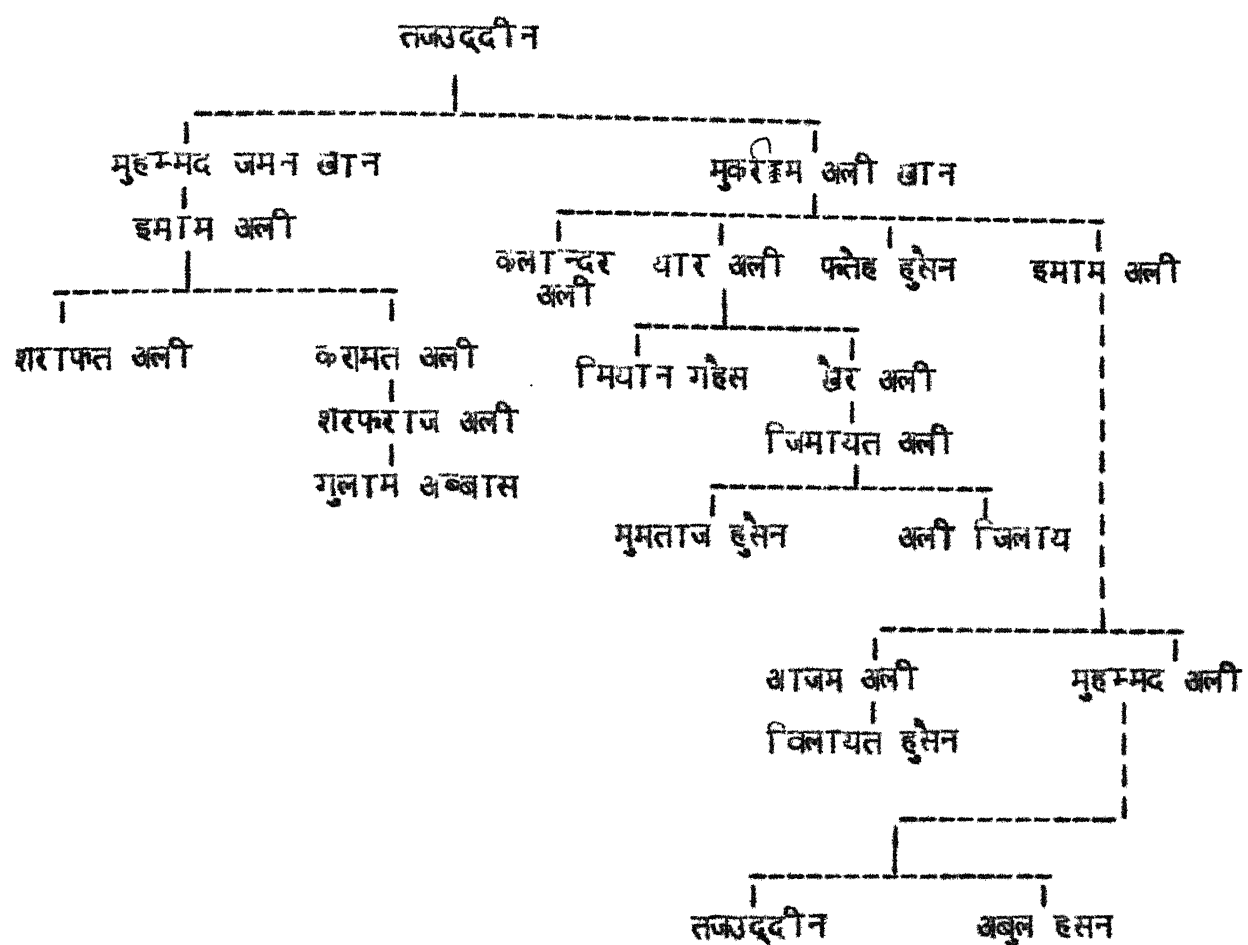 तजउद्दीन
मुहम्मद जमन खान
मुकर्रिम अली खान
इमाम अली
कलान्दर अली
यार अली
फतेह हुसैन
इमाम अली
शराफत अली
करामत अली
मियान गहैस
खैर अली
शरफराज अली
जिमायत अली
गुलाम अब्बास
मुमताज हुसैन
अली जिलाय
आजम अली
मुहम्मद अली
विलायत हुसैन
तजउद्दीन
अबुल हसन